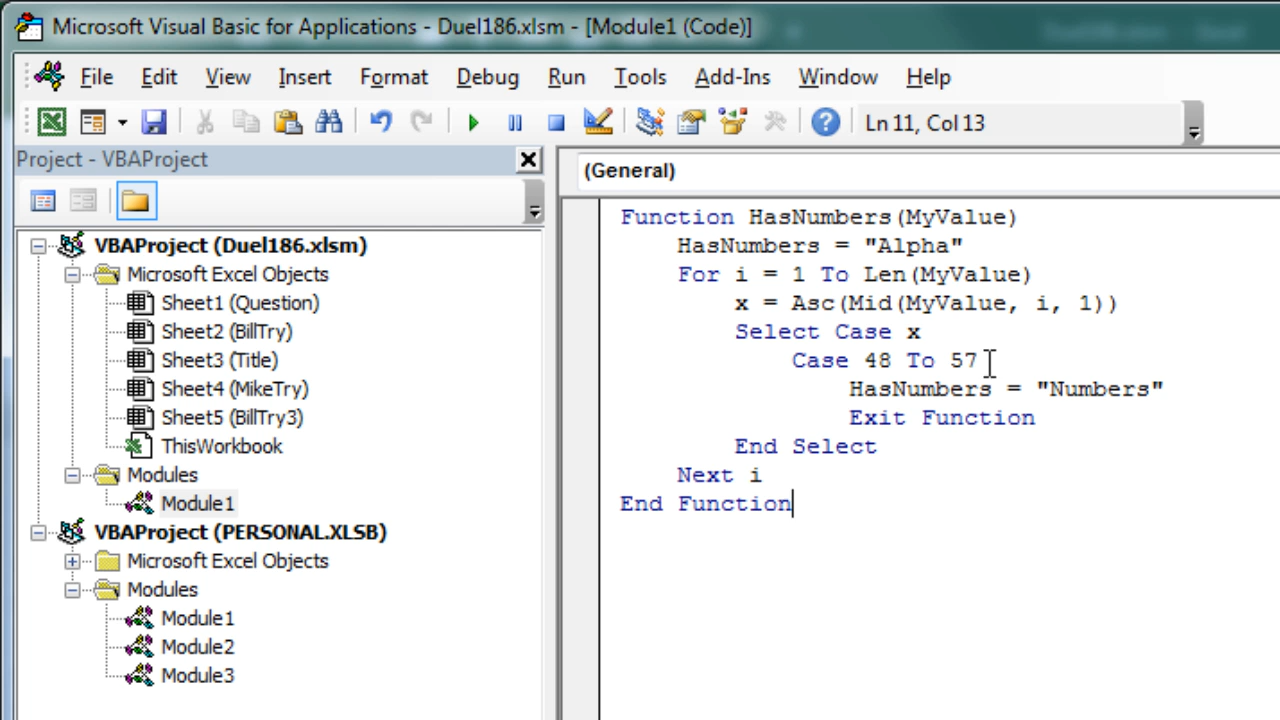 Microsoft Visual Basic for Applications - Duel186.xlsm - [Module1 (Code)]
File Edit View Insert Format Debug Run Tools Add-Ins Window Help
Ln 11, Col 13
Project - VBAProject
VBAProject (Duel186.xlsm)
Microsoft Excel Objects
Sheet1 (Question)
Sheet2 (BillTry)
Sheet3 (Title)
Sheet4 (MikeTry)
Sheet5 (BillTry3)
ThisWorkbook
Modules
Module1
VBAProject (PERSONAL.XLSB)
Microsoft Excel Objects
Modules
Module1
Module2
Module3
(General)
Function HasNumbers(MyValue)
HasNumbers = "Alpha"
For i = 1 To Len(MyValue)
x = Asc(Mid(MyValue, i, 1))
Select Case x
Case 48 To 57
HasNumbers = "Numbers"
Exit Function
End Select
Next i
End Function